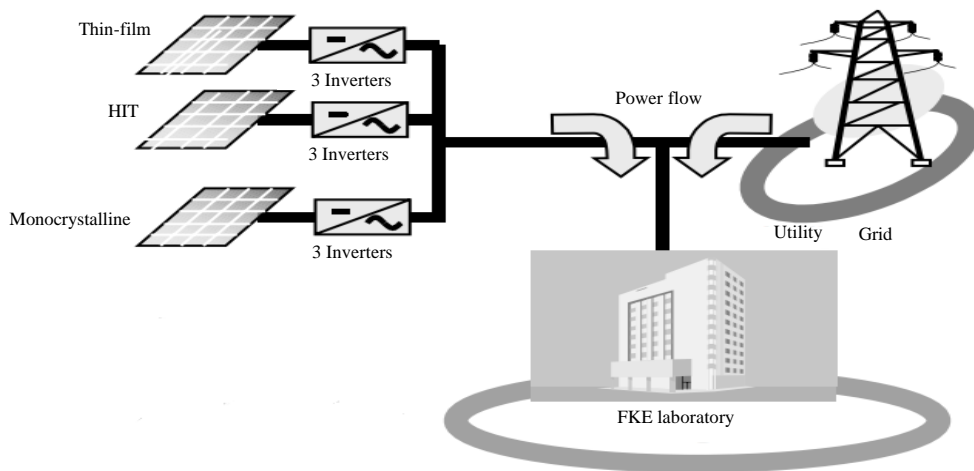 Thin-film
3 Inverters
HIT
3 Inverters
Monocrystalline
3 Inverters
Power flow
Utility Grid
FKE laboratory